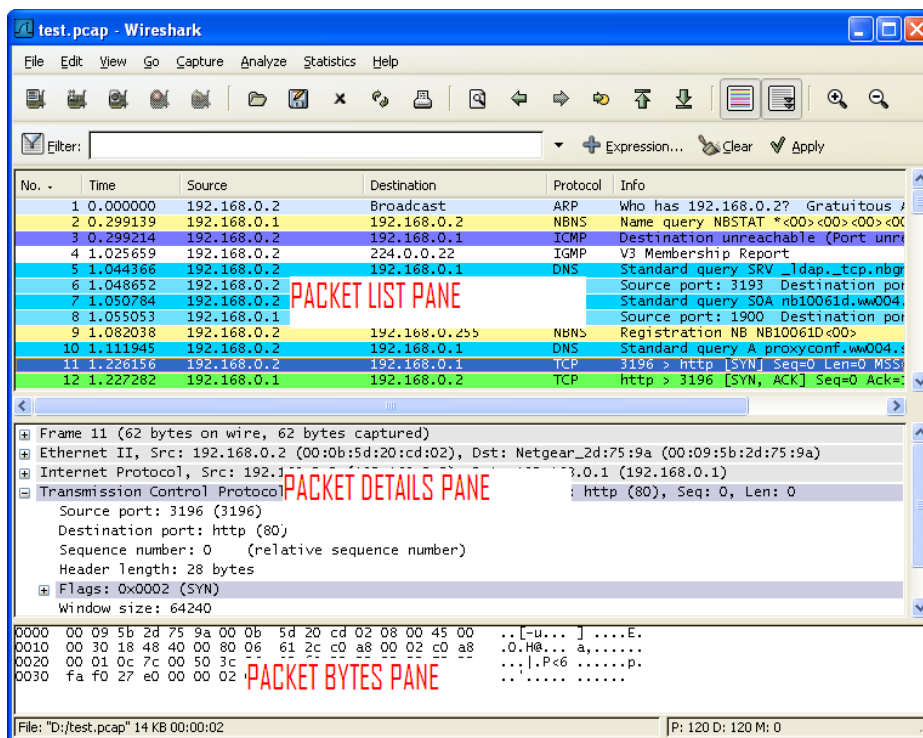 test.pcap - Wireshark
File Edit View Go Capture Analyze Statistics Help
Filter: Expression... Clear Apply
No. . Time Source Destination Protocol Info
1 0.000000 192.168.0.2 Broadcast ARP Who has 192.168.0.2? Gratuitous
2 0.299139 192.168.0.1 192.168.0.2 NBNS Name query NBSTAT *<00><00><00><00
3 0.299214 192.168.0.2 192.168.0.1 ICMP Destination unreachable (Port unre
4 1.025659 192.168.0.2 224.0.0.22 IGMP V3 Membership Report
5 1.044366 192.168.0.2 192.168.0.1 DNS Standard query SRV _ldap._tcp.nbgm
6 1.048652 192.168.0.2 Source port: 3193 Destination por
PACKET LIST PANE
7 1.050784 192.168.0.2 Standard query SOA nb10061d.ww004.
8 1.055053 192.168.0.1 Source port: 1900 Destination por
9 1.082038 192.168.0.2 192.168.0.255 NBNS Registration NB NB10061D<00>
10 1.111945 192.168.0.2 192.168.0.1 DNS Standard query A proxyconf.ww004.s
11 1.226156 192.168.0.2 192.168.0.1 TCP 3196 > http [SYN] Seq=0 Len=0 MSS=
12 1.227282 192.168.0.1 192.168.0.2 TCP http > 3196 [SYN, ACK] Seq=0 Ack=1
Frame 11 (62 bytes on wire, 62 bytes captured)
Ethernet II, Src: 192.168.0.2 (00:0b:5d:20:cd:02), Dst: Netgear_2d:75:9a (00:09:5b:2d:75:9a)
Internet Protocol, Src: 192.1 .0.1 (192.168.0.1)
Transmission Control Protocol : http (80), Seq: 0, Len: 0
PACKET DETAILS PANE
Source port: 3196 (3196)
Destination port: http (80)
Sequence number: 0 (relative sequence number)
Header length: 28 bytes
Flags: 0x0002 (SYN)
Window size: 64240
0000 00 09 5b 2d 75 9a 00 0b 5d 20 cd 02 08 00 45 00 ..[-u... ] ....E.
0010 00 30 18 48 40 00 80 06 61 2c c0 a8 00 02 c0 a8 .0.H@... a,......
0020 00 01 0c 7c 00 50 3c ...|.P<6 ......p.
0030 fa f0 27 e0 00 00 02 ..'..... ......
PACKET BYTES PANE
File: "D:/test.pcap" 14 KB 00:00:02 P: 120 D: 120 M: 0